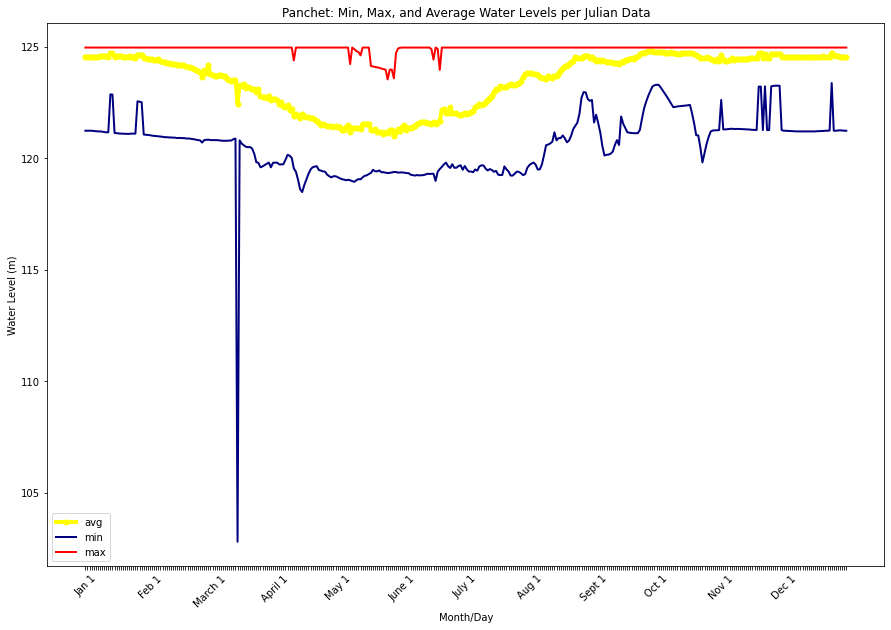 Panchet: Min, Max, and Average Water Levels per Julian Data
125
120
115
110
105
Water Level (m)
avg
min
max
Jan 1
Feb 1
March 1
April 1
May 1
June 1
July 1
Aug 1
Sept 1
Oct 1
Nov 1
Dec 1
Month/Day